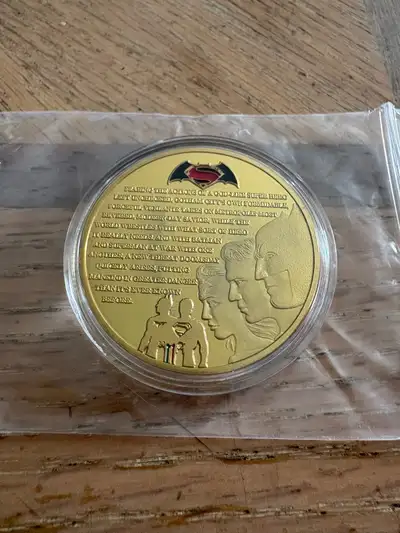 FEARING THE ACTIONS OF A GOD-LIKE SUPER HERO
LEFT UNCHECKED, GOTHAM CITY'S OWN FORMIDABLE,
FORCEFUL VIGILANTE TAKES ON METROPOLIS MOST
REVERED, MODERN-DAY SAVIOR, WHILE THE
WORLD WRESTLES WITH WHAT SORT OF HERO
IT REALLY NEEDS. AND WITH BATMAN
AND SUPERMAN AT WAR WITH ONE
ANOTHER, A NEW THREAT DOOMSDAY
QUICKLY ARISES, PUTTING
MANKIND IN GREATER DANGER
THAN IT'S EVER KNOWN
BEFORE.